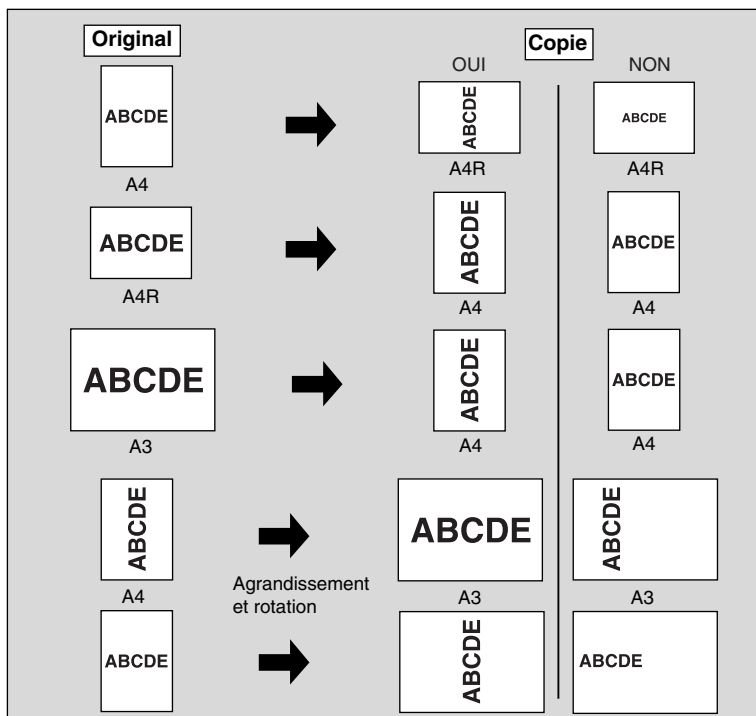 Original
Copie
OUI NON
ABCDE ABCDE ABCDE
A4 A4R A4R
ABCDE ABCDE ABCDE
A4R A4 A4
ABCDE ABCDE ABCDE
A3 A4 A4
ABCDE ABCDE ABCDE
A4 A3 A3
Agrandissement
et rotation
ABCDE ABCDE ABCDE